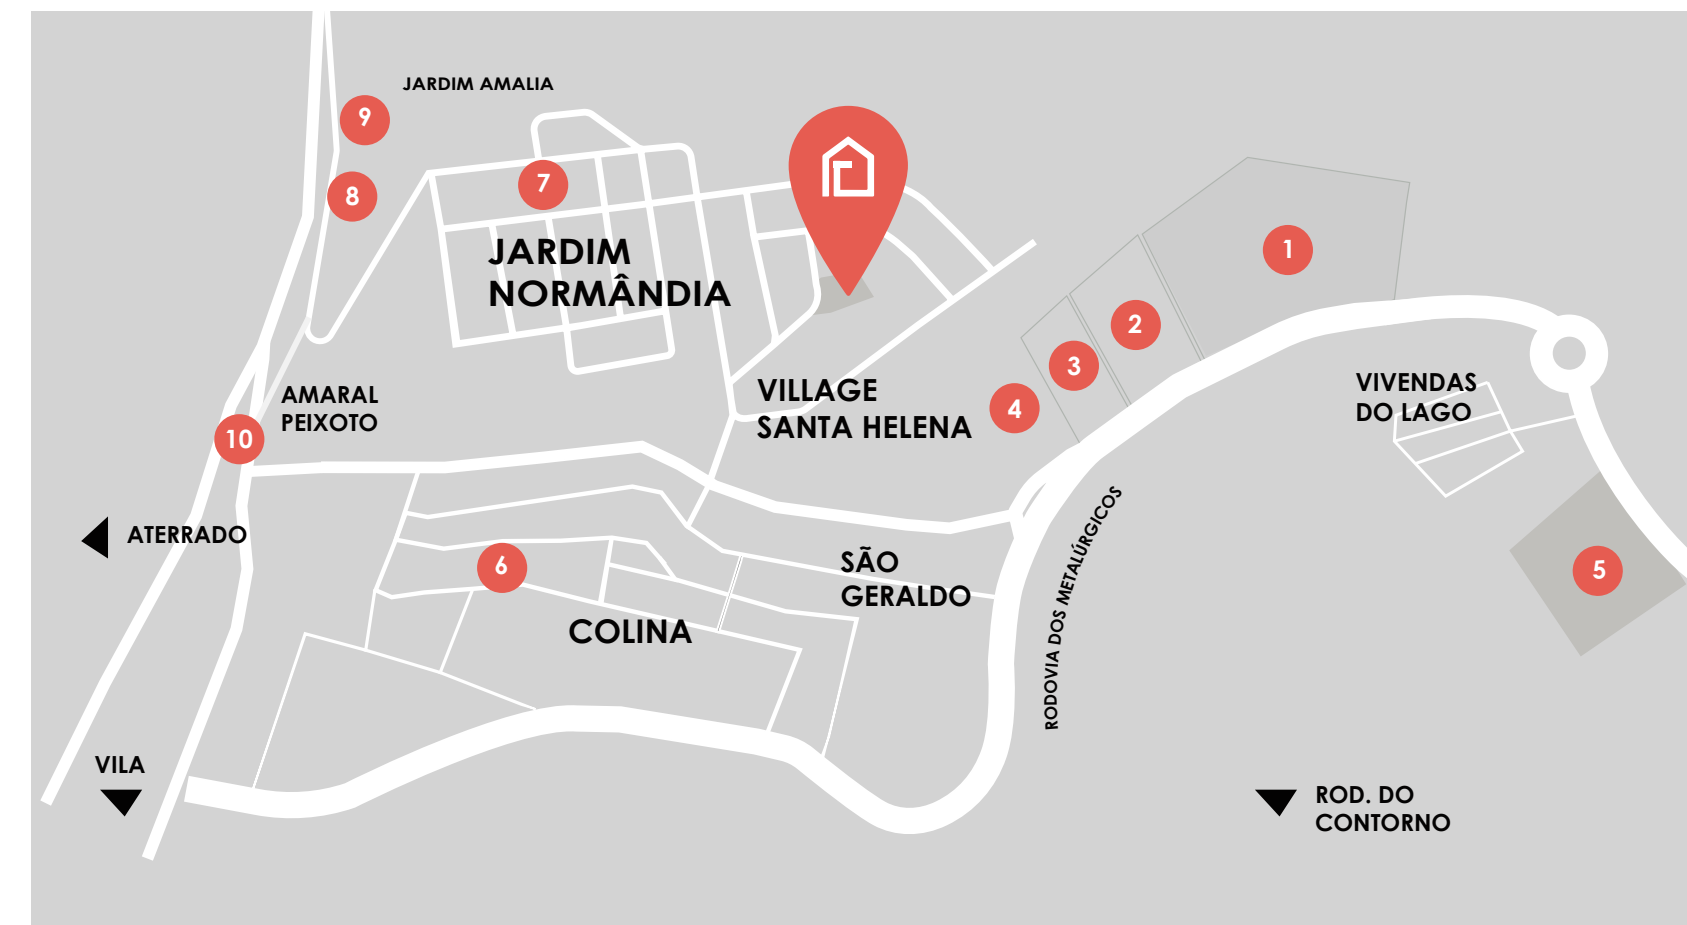 JARDIM AMALIA
9
8
7
JARDIM
NORMÂNDIA
1
2
3
4
VIVENDAS
DO LAGO
VILLAGE
SANTA HELENA
AMARAL
PEIXOTO
10
ATERRADO
RODOVIA DOS METALÚRGICOS
6
SÃO
GERALDO
5
COLINA
VILA
ROD. DO
CONTORNO